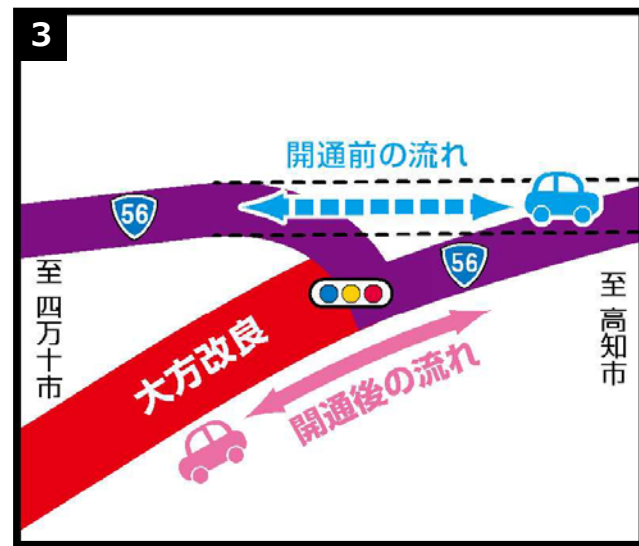 3
開通前の流れ
56
56
至 四万十市
至 高知市
大方改良
開通後の流れ